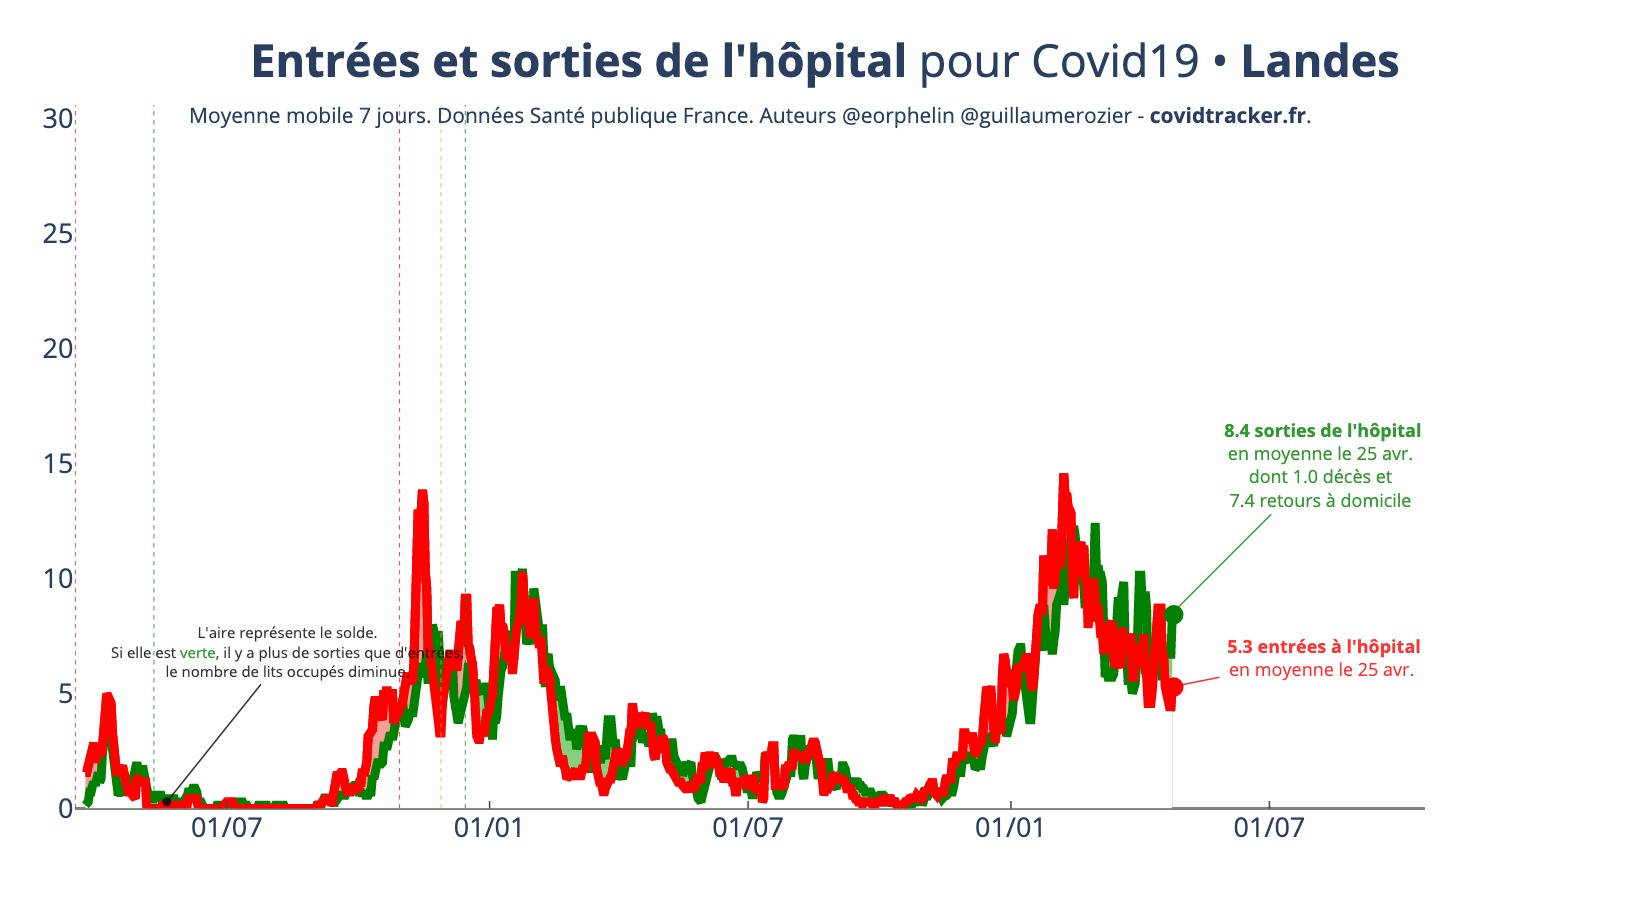 Entrées et sorties de l'hôpital pour Covid19 • Landes
Moyenne mobile 7 jours. Données Santé publique France. Auteurs @eorphelin @guillaumerozier - covidtracker.fr.
30
25
20
15
10
5
0
8.4 sorties de l'hôpital
en moyenne le 25 avr.
dont 1.0 décès et
7.4 retours à domicile
L'aire représente le solde.
Si elle est verte, il y a plus de sorties que d'entrées,
le nombre de lits occupés diminue.
5.3 entrées à l'hôpital
en moyenne le 25 avr.
01/07
01/01
01/07
01/01
01/07